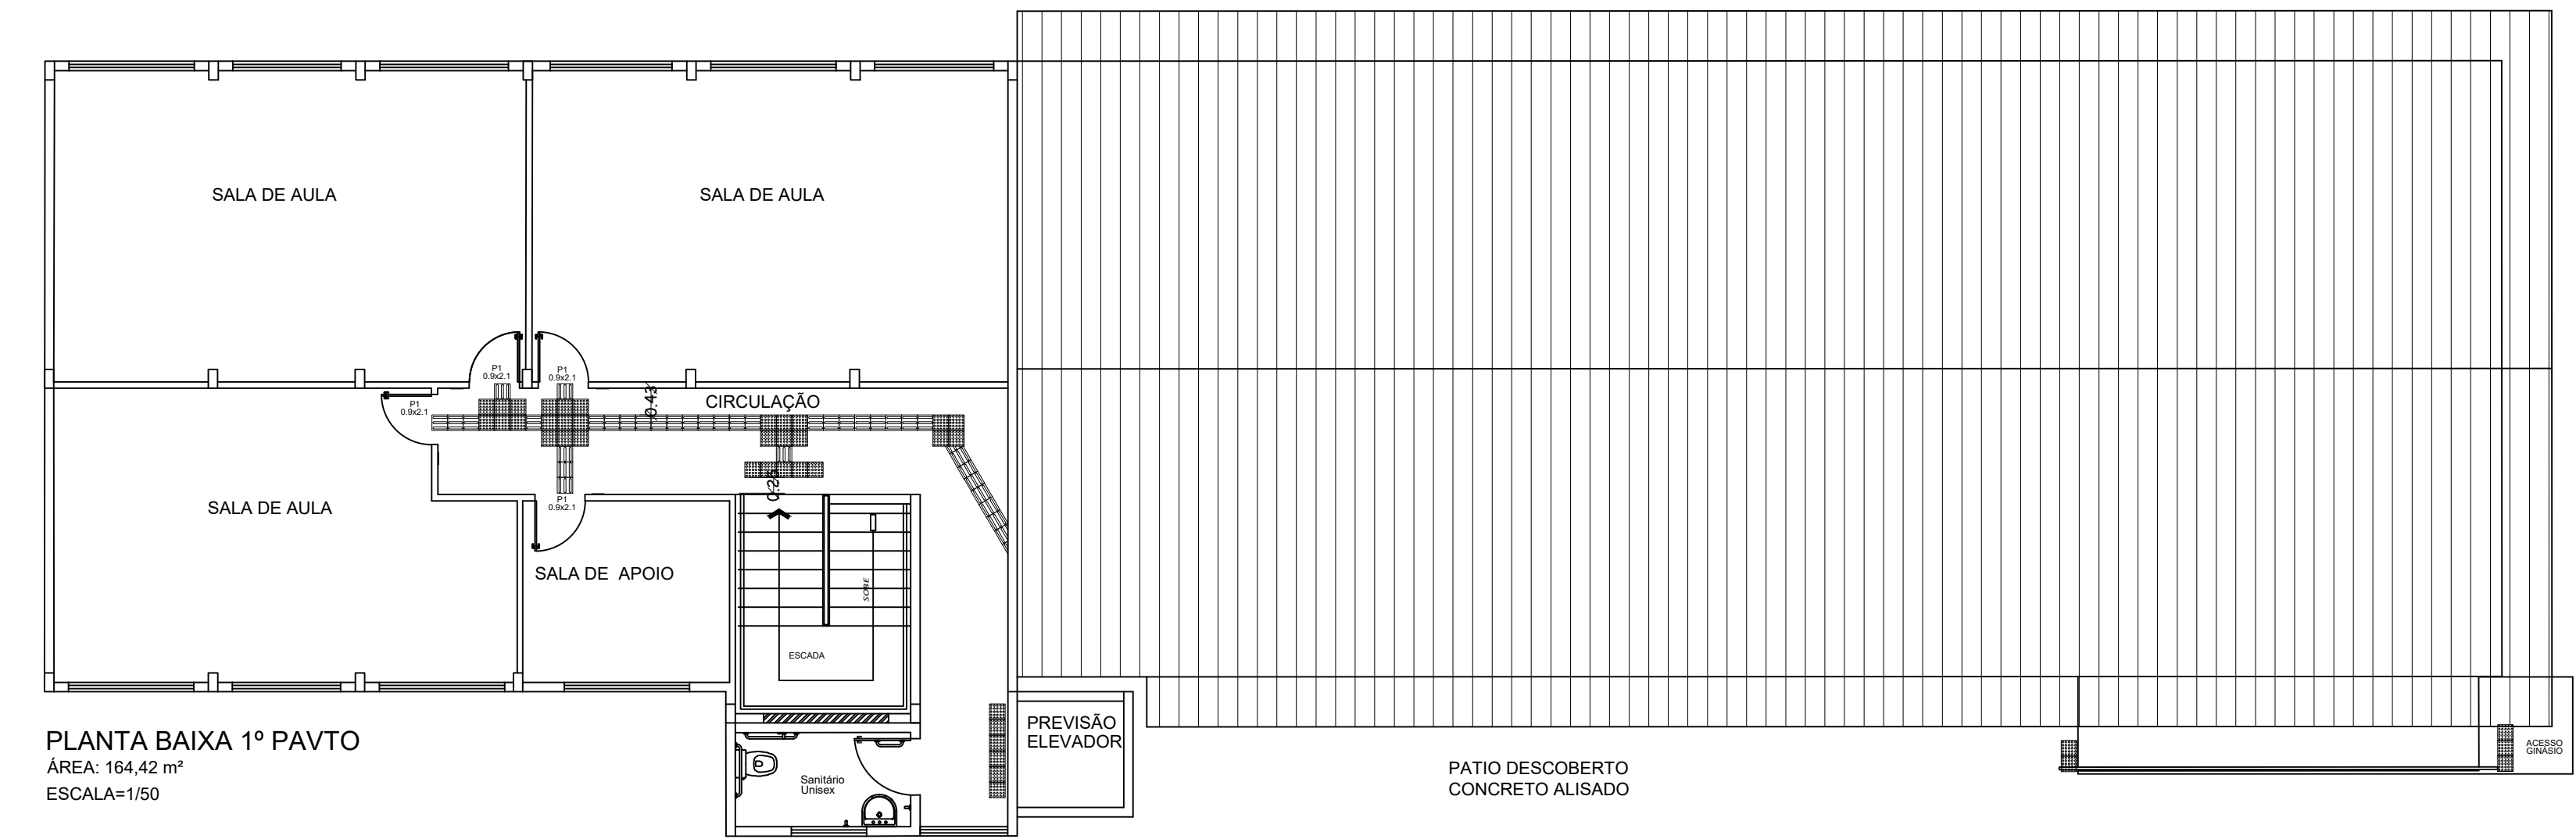 SALA DE AULA
SALA DE AULA
P1
0.9x2.1
P1
0.9x2.1
P1
0.9x2.1
0.42
CIRCULAÇÃO
0.25
P1
0.9x2.1
SALA DE AULA
SALA DE APOIO
SOBE
ESCADA
PREVISÃO
ELEVADOR
Sanitário
Unisex
PLANTA BAIXA 1º PAVTO
ÁREA: 164,42 m²
ESCALA=1/50
PATIO DESCOBERTO
CONCRETO ALISADO
ACESSO
GINÁSIO